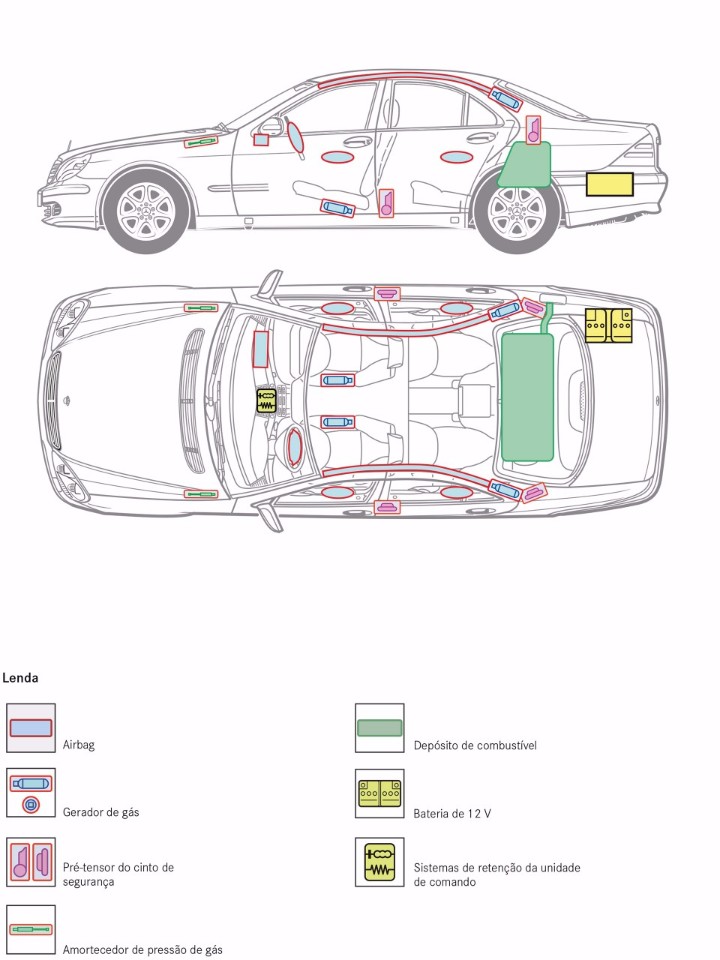 Lenda
Airbag
Depósito de combustível
Gerador de gás
Bateria de 12 V
Pré-tensor do cinto de
segurança
Sistemas de retenção da unidade
de comando
Amortecedor de pressão de gás